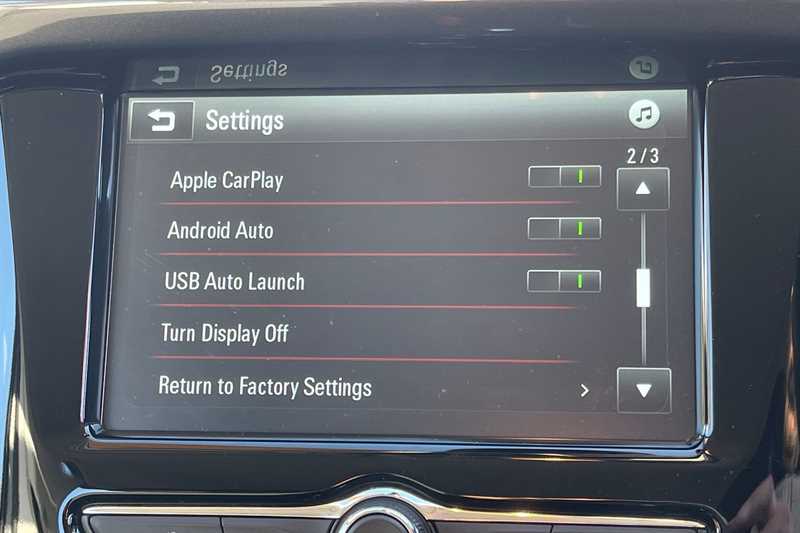 Settings
2/3
Apple CarPlay
Android Auto
USB Auto Launch
Turn Display Off
Return to Factory Settings